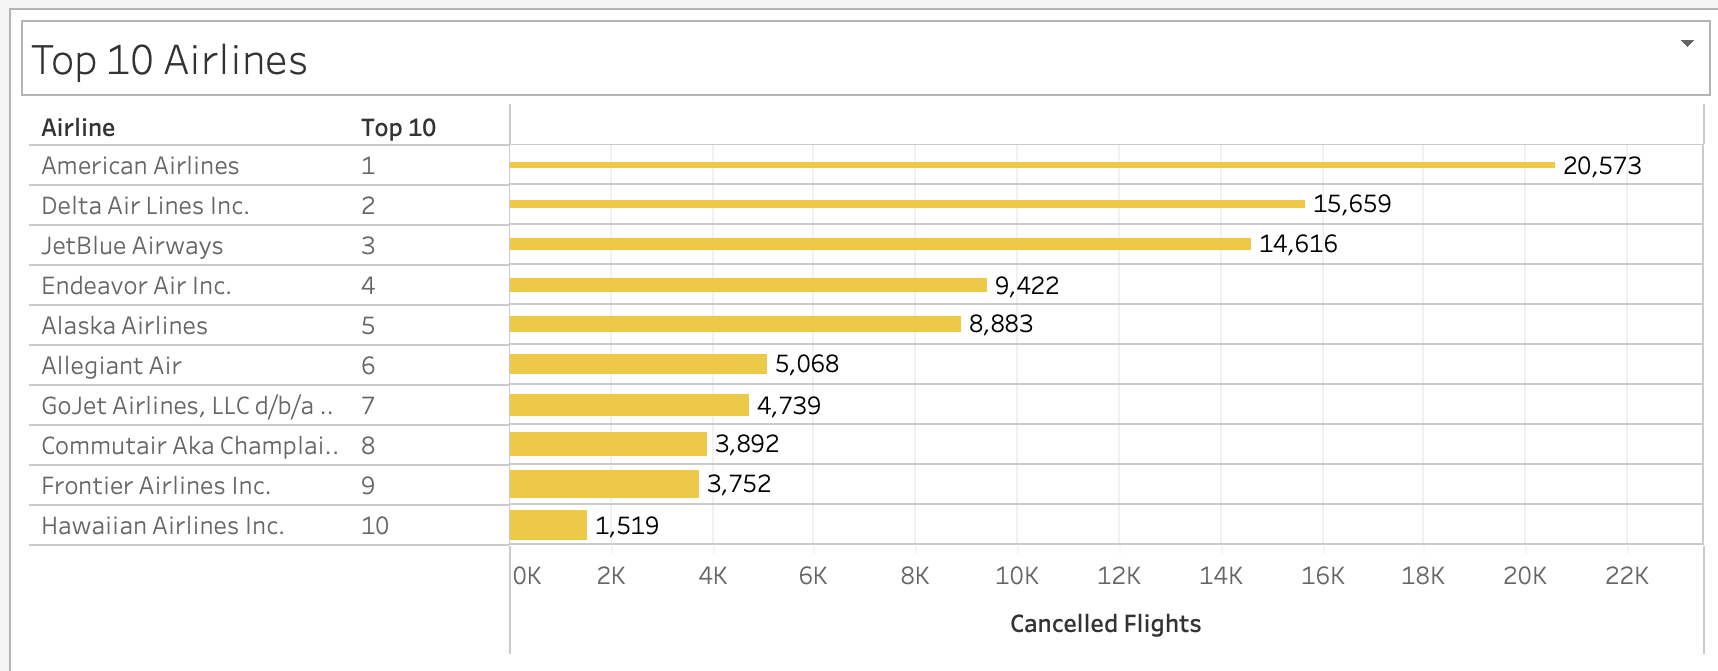 Top 10 Airlines
Airline Top 10
American Airlines 1 20,573
Delta Air Lines Inc. 2 15,659
JetBlue Airways 3 14,616
Endeavor Air Inc. 4 9,422
Alaska Airlines 5 8,883
Allegiant Air 6 5,068
GoJet Airlines, LLC d/b/a .. 7 4,739
Commutair Aka Champlai.. 8 3,892
Frontier Airlines Inc. 9 3,752
Hawaiian Airlines Inc. 10 1,519
0K 2K 4K 6K 8K 10K 12K 14K 16K 18K 20K 22K
Cancelled Flights